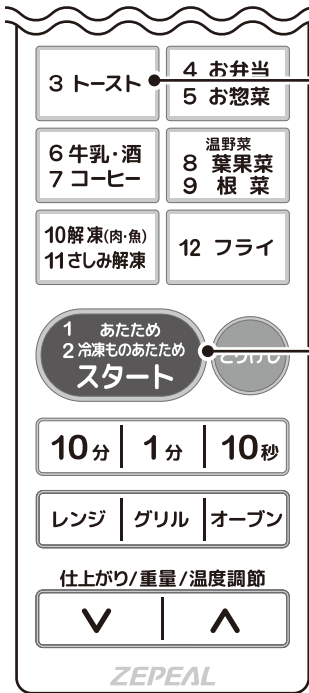 3 トースト
4 お弁当
5 お惣菜
6 牛乳・酒
7 コーヒー
温野菜
8 葉果菜
9 根 菜
10解凍(肉・魚)
11さしみ解凍
12 フライ
1 あたため
2 冷凍ものあたため
スタート
とりけし
10分 1分 10秒
レンジ グリル オーブン
仕上がり/重量/温度調節
∨ ∧
ZEPEAL